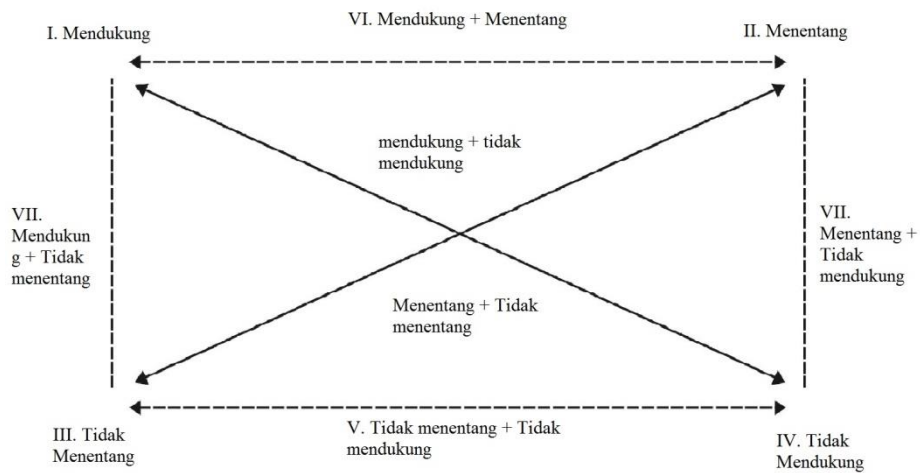 VI. Mendukung + Menentang
I. Mendukung
II. Menentang
mendukung + tidak
mendukung
VII.
Mendukun
g + Tidak
menentang
VII.
Menentang +
Tidak
mendukung
Menentang + Tidak
menentang
III. Tidak
Menentang
V. Tidak menentang + Tidak
mendukung
IV. Tidak
Mendukung